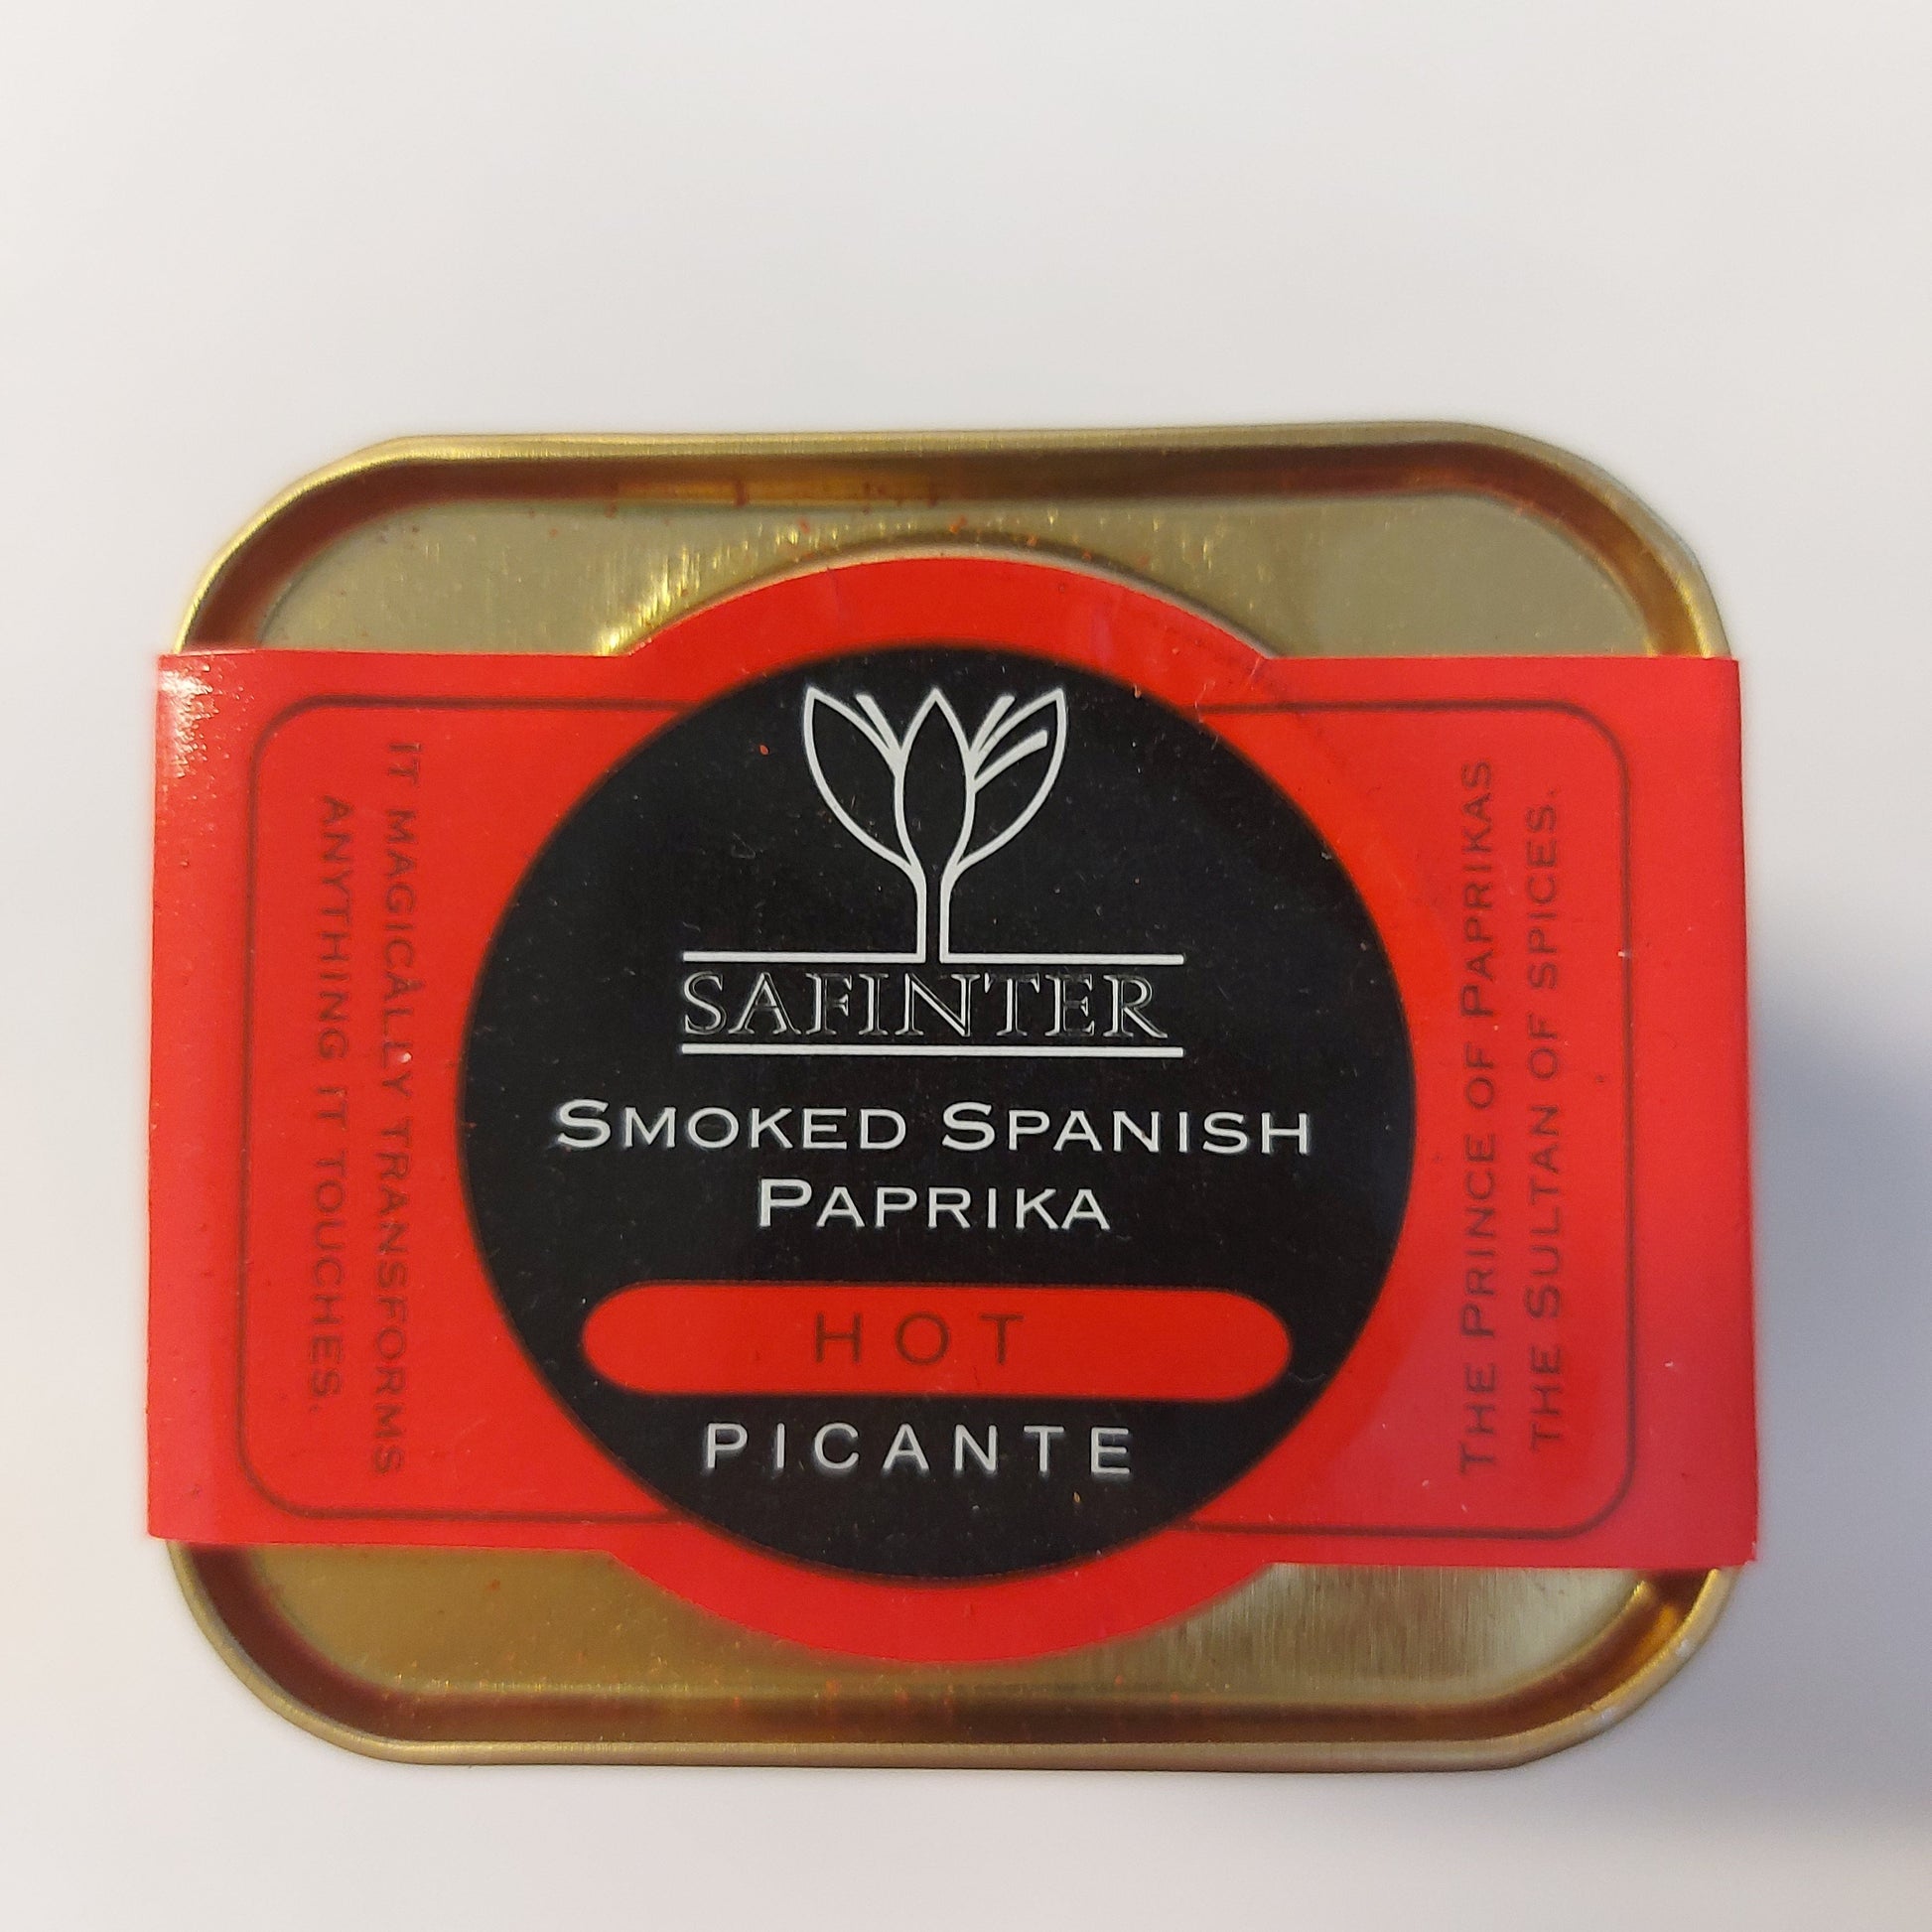 SAFINTER
SMOKED SPANISH
PAPRIKA
HOT
PICANTE
IT MAGICALLY TRANSFORMS
ANYTHING IT TOUCHES.
THE PRINCE OF PAPRIKAS
THE SULTAN OF SPICES.